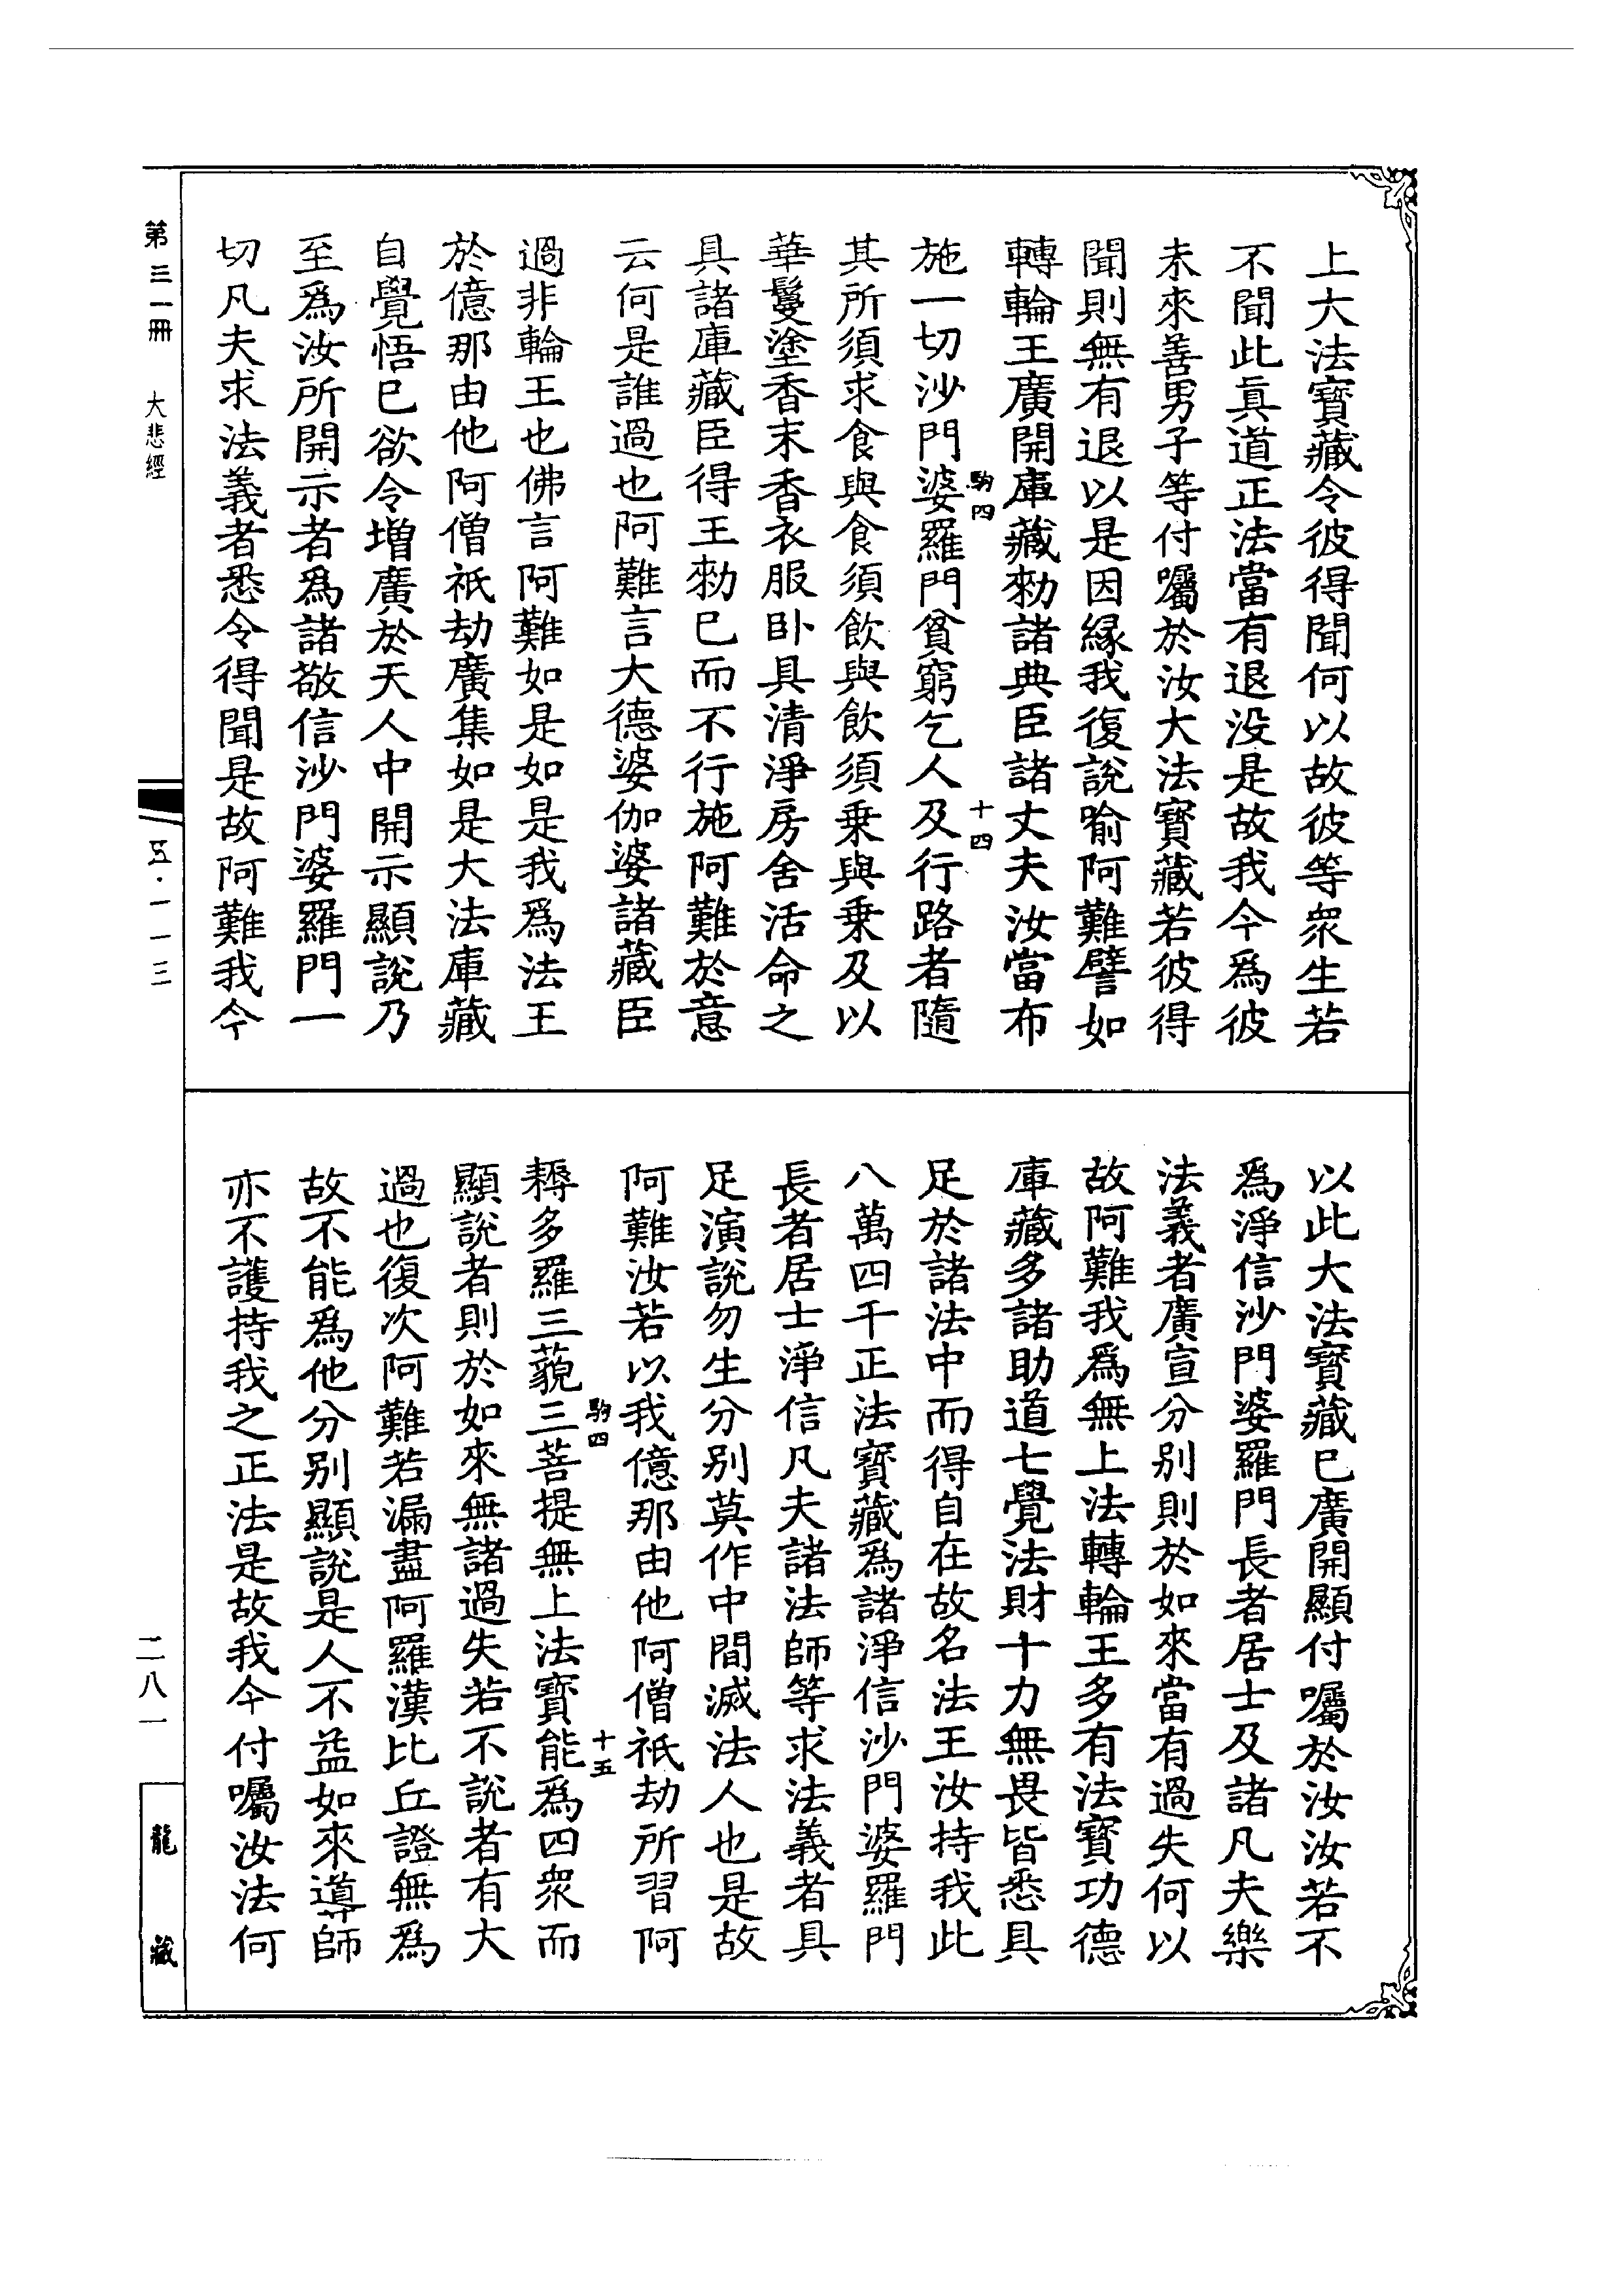 上大法寶藏令彼得聞何以故彼等眾生若
不聞此真道正法當有退没是故我今為彼
未來善男子等付囑於汝大法寶藏若彼得
聞則無有退以是因緣我復說喻阿難譬如
轉輪王廣開庫藏勑諸典臣諸丈夫汝當布
駒四
十四
施一切沙門婆羅門貧窮乞人及行路者隨
其所須求食與食須飲與飲須乗與乗及以
華鬘塗香末香衣服卧具清淨房舍活命之
具諸庫藏臣得王勑已而不行施阿難於意
云何是誰過也阿難言大德婆伽婆諸藏臣
過非輪王也佛言阿難如是如是我為法王
於億那由他阿僧祇劫廣集如是大法庫藏
自覺悟已欲令增廣於天人中開示顯說乃
至為汝所開示者為諸敬信沙門婆羅門一
切凡夫求法義者悉令得聞是故阿難我今
以此大法寶藏已廣開顯付囑於汝汝若不
為淨信沙門婆羅門長者居士及諸凡夫樂
法義者廣宣分別則於如來當有過失何以
故阿難我為無上法轉輪王多有法寶功德
庫藏多諸助道七覺法財十力無畏皆悉具
足於諸法中而得自在故名法王汝持我此
八萬四千正法寶藏為諸淨信沙門婆羅門
長者居士淨信凡夫諸法師等求法義者具
足演說勿生分別莫作中間滅法人也是故
阿難汝若以我億那由他阿僧祇劫所習阿
駒四
十五
耨多羅三藐三菩提無上法寶能為四眾而
顯說者則於如來無諸過失若不說者有大
過也復次阿難若漏盡阿羅漢比丘證無為
故不能為他分別顯說是人不益如來導師
亦不護持我之正法是故我今付囑汝法何
第三一冊 大悲經
五·一一三
二八一
龍藏